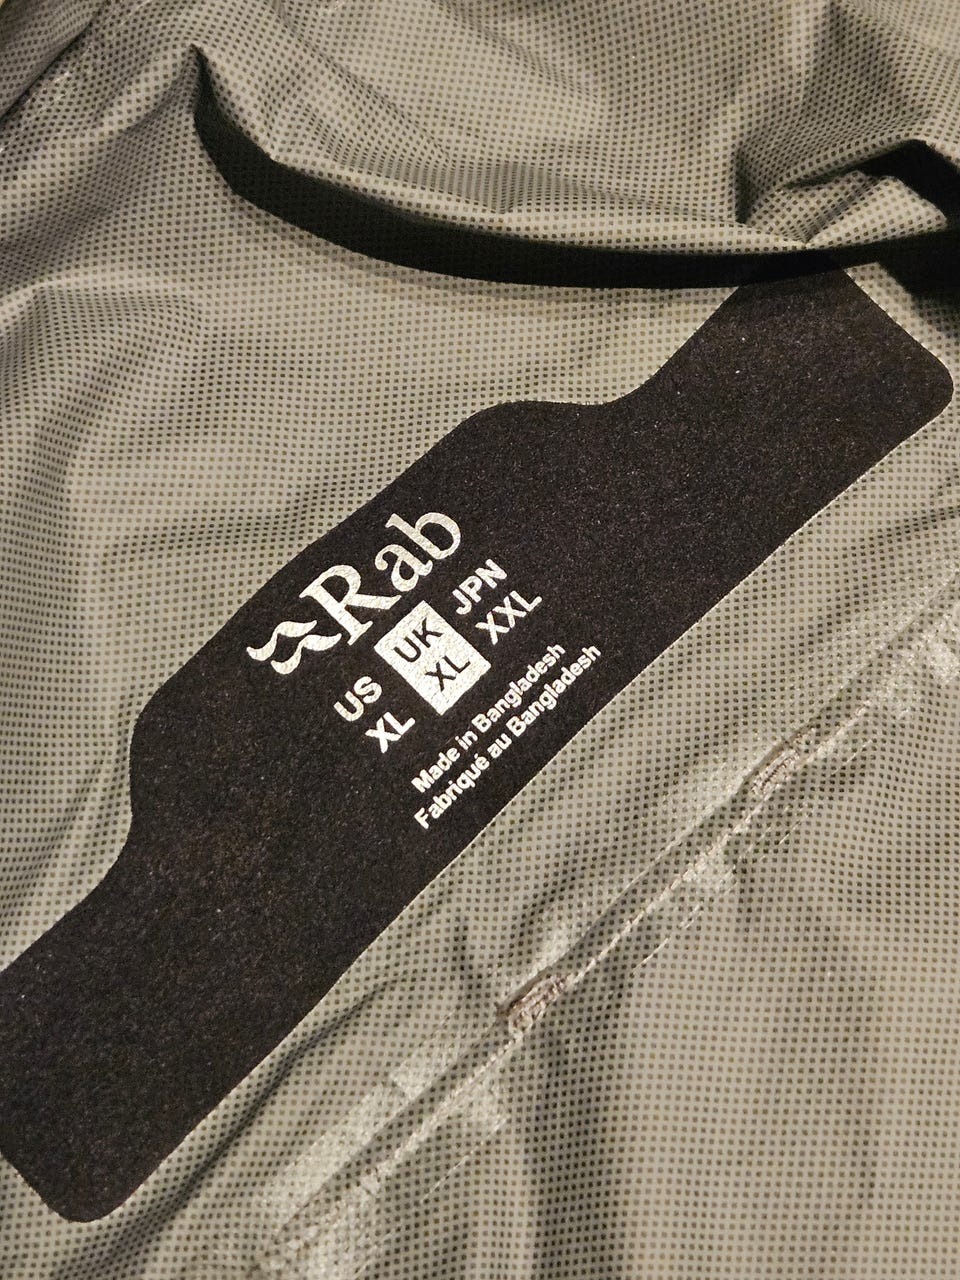 Rab
US UK JPN
XL XL XXL
Made in Bangladesh
Fabriqué au Bangladesh